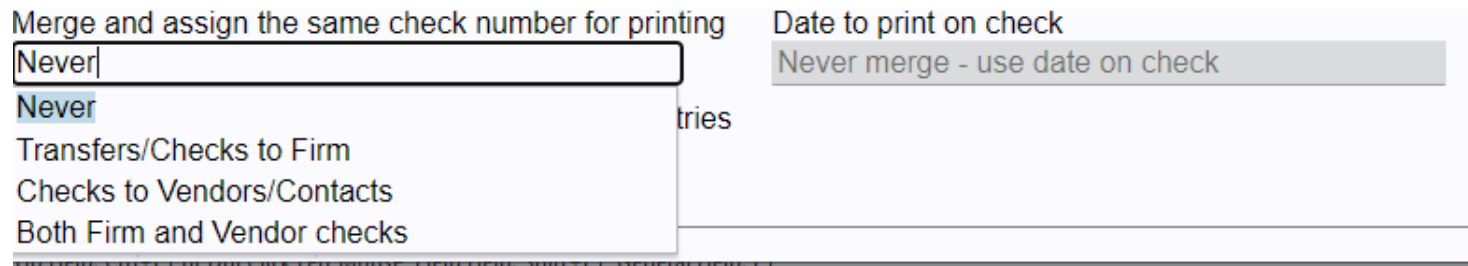 Merge and assign the same check number for printing
Date to print on check
Never
Never merge - use date on check
Never
tries
Transfers/Checks to Firm
Checks to Vendors/Contacts
Both Firm and Vendor checks